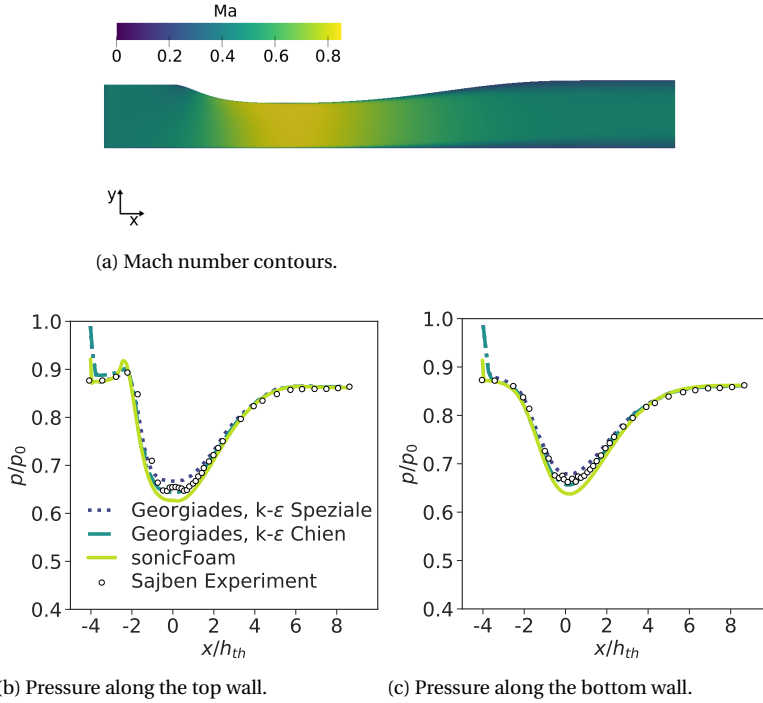 Ma
0 0.2 0.4 0.6 0.8
y
x
(a) Mach number contours.
1.0
0.9
0.8
0.7
0.6
0.5
0.4
p/p0
-4 -2 0 2 4 6 8
x/hth
Georgiades, k-ε Speziale
Georgiades, k-ε Chien
sonicFoam
Sajben Experiment
1.0
0.9
0.8
0.7
0.6
0.5
0.4
p/p0
-4 -2 0 2 4 6 8
x/hth
(b) Pressure along the top wall.
(c) Pressure along the bottom wall.